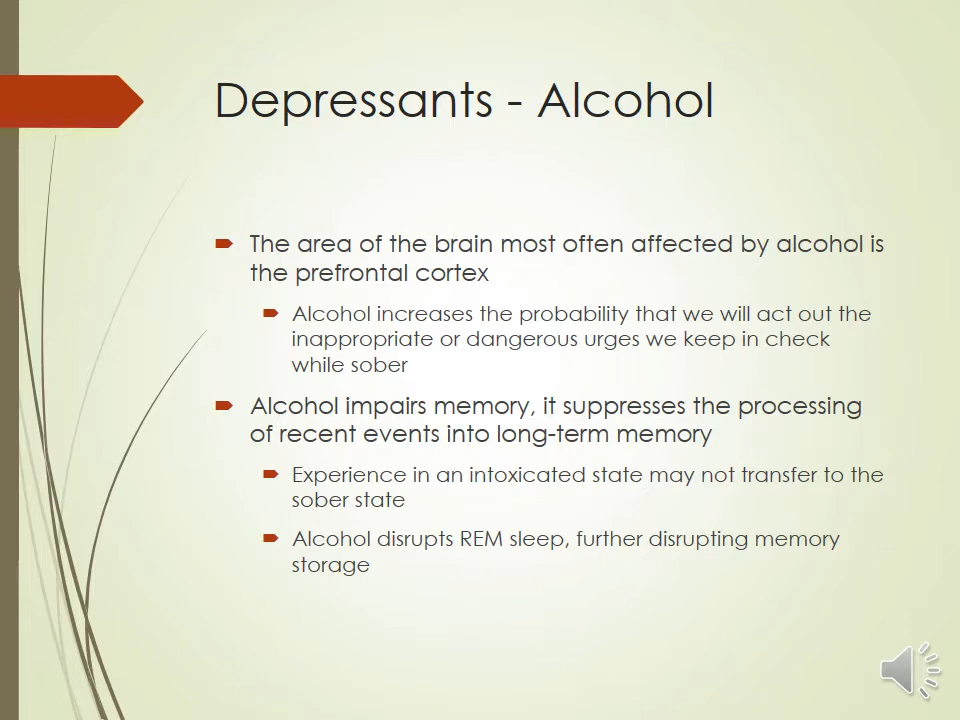 Depressants - Alcohol
The area of the brain most often affected by alcohol is
the prefrontal cortex
Alcohol increases the probability that we will act out the
inappropriate or dangerous urges we keep in check
while sober
Alcohol impairs memory, it suppresses the processing
of recent events into long-term memory
Experience in an intoxicated state may not transfer to the
sober state
Alcohol disrupts REM sleep, further disrupting memory
storage